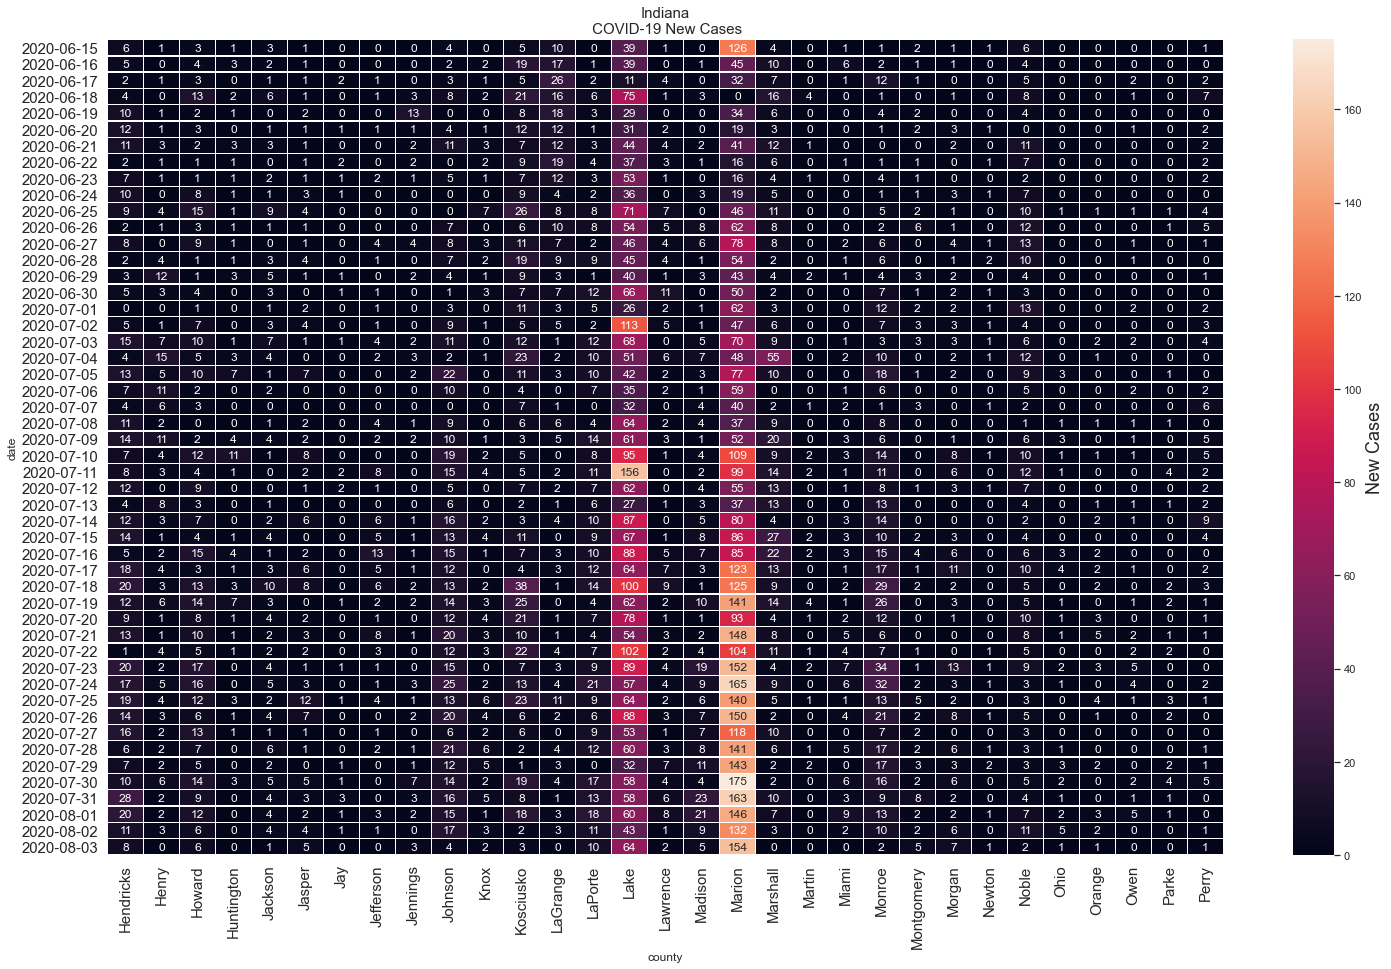 Indiana
COVID-19 New Cases
2020-06-15 6 1 3 1 3 1 0 0 0 4 0 5 10 0 39 1 0 126 4 0 1 1 2 1 1 6 0 0 0 0 1
2020-06-16 5 0 4 3 2 1 0 0 0 2 2 19 17 1 39 0 1 45 10 0 6 2 1 1 0 4 0 0 0 0 0
2020-06-17 2 1 3 0 1 1 2 1 0 3 1 5 26 2 11 4 0 32 7 0 1 12 1 0 0 5 0 0 2 0 2
2020-06-18 4 0 13 2 6 1 0 1 3 8 2 21 16 6 75 1 3 0 16 4 0 1 0 1 0 8 0 0 1 0 7
2020-06-19 10 1 2 1 0 2 0 0 13 0 0 8 18 3 29 0 0 34 6 0 0 4 2 0 0 4 0 0 0 0 0
2020-06-20 12 1 3 0 1 1 1 1 1 4 1 12 12 1 31 2 0 19 3 0 0 1 2 3 1 0 0 0 1 0 2
2020-06-21 11 3 2 3 3 1 0 0 2 11 3 7 12 3 44 4 2 41 12 1 0 0 0 2 0 11 0 0 0 0 2
2020-06-22 2 1 1 1 0 1 2 0 2 0 2 9 19 4 37 3 1 16 6 0 1 1 1 0 1 7 0 0 0 0 2
2020-06-23 7 1 1 1 2 1 1 2 1 5 1 7 12 3 53 1 0 16 4 1 0 4 0 1 0 2 0 0 0 0 2
2020-06-24 10 0 8 1 1 3 1 0 0 0 0 9 4 2 36 0 3 19 5 0 0 1 1 3 1 7 0 0 0 0 0
2020-06-25 9 4 15 1 9 4 0 0 0 0 7 26 8 8 71 7 0 46 11 0 0 5 2 1 0 10 1 1 1 1 4
2020-06-26 2 1 3 1 1 1 0 0 0 7 0 6 10 8 54 5 8 62 8 0 0 2 6 1 0 12 0 0 0 1 5
2020-06-27 8 0 9 1 0 1 0 4 4 8 3 11 7 2 46 4 6 78 8 0 2 6 0 4 1 13 0 0 1 0 1
2020-06-28 2 4 1 1 3 4 0 1 0 7 2 19 9 9 45 4 1 54 2 0 1 6 0 1 2 10 0 0 1 0 0
2020-06-29 3 12 1 3 5 1 1 0 2 4 1 9 3 1 40 1 3 43 4 2 1 4 3 2 0 4 0 0 0 0 1
2020-06-30 5 3 4 0 3 0 1 1 0 1 3 7 7 12 66 11 0 50 2 0 0 7 1 2 1 3 0 0 0 0 0
2020-07-01 0 0 1 0 1 2 0 1 0 3 0 11 3 5 26 2 1 62 3 0 0 12 2 2 1 13 0 0 2 0 2
2020-07-02 5 1 7 0 3 4 0 1 0 9 1 5 5 2 113 5 1 47 6 0 0 7 3 3 1 4 0 0 0 0 3
2020-07-03 15 7 10 1 7 1 1 4 2 11 0 12 1 12 68 0 5 70 9 0 1 3 3 3 1 6 0 2 2 0 4
2020-07-04 4 15 5 3 4 0 0 2 3 2 1 23 2 10 51 6 7 48 55 0 2 10 0 2 1 12 0 1 0 0 0
2020-07-05 13 5 10 7 1 7 0 0 2 22 0 11 3 10 42 2 3 77 10 0 0 18 1 2 0 9 3 0 0 1 0
2020-07-06 7 11 2 0 2 0 0 0 0 10 0 4 0 7 35 2 1 59 0 0 1 6 0 0 0 5 0 0 2 0 2
2020-07-07 4 6 3 0 0 0 0 0 0 0 0 7 1 0 32 0 4 40 2 1 2 1 3 0 1 2 0 0 0 0 6
2020-07-08 11 2 0 0 1 2 0 4 1 9 0 6 6 4 64 2 4 37 9 0 0 8 0 0 0 1 1 1 1 1 0
2020-07-09 14 11 2 4 4 2 0 2 2 10 1 3 5 14 61 3 1 52 20 0 3 6 0 1 0 6 3 0 1 0 5
2020-07-10 7 4 12 11 1 8 0 0 0 19 2 5 0 8 95 1 4 109 9 2 3 14 0 8 1 10 1 1 1 0 5
2020-07-11 8 3 4 1 0 2 2 8 0 15 4 5 2 11 156 0 2 99 14 2 1 11 0 6 0 12 1 0 0 4 2
2020-07-12 12 0 9 0 0 1 2 1 0 5 0 7 2 7 62 0 4 55 13 0 1 8 1 3 1 7 0 0 0 0 2
2020-07-13 4 8 3 0 1 0 0 0 0 6 0 2 1 6 27 1 3 37 13 0 0 13 0 0 0 4 0 1 1 1 2
2020-07-14 12 3 7 0 2 6 0 6 1 16 2 3 4 10 87 0 5 80 4 0 3 14 0 0 0 2 0 2 1 0 9
2020-07-15 14 1 4 1 4 0 0 5 1 13 4 11 0 9 67 1 8 86 27 2 3 10 2 3 0 4 0 0 0 0 4
2020-07-16 5 2 15 4 1 2 0 13 1 15 1 7 3 10 88 5 7 85 22 2 3 15 4 6 0 6 3 2 0 0 0
2020-07-17 18 4 3 1 3 6 0 5 1 12 0 4 3 12 64 7 3 123 13 0 1 17 1 11 0 10 4 2 1 0 2
2020-07-18 20 3 13 3 10 8 0 6 2 13 2 38 1 14 100 9 1 125 9 0 2 29 2 2 0 5 0 2 0 2 3
2020-07-19 12 6 14 7 3 0 1 2 2 14 3 25 0 4 62 2 10 141 14 4 1 26 0 3 0 5 1 0 1 2 1
2020-07-20 9 1 8 1 4 2 0 1 0 12 4 21 1 7 78 1 1 93 4 1 2 12 0 1 0 10 1 3 0 0 1
2020-07-21 13 1 10 1 2 3 0 8 1 20 3 10 1 4 54 3 2 148 8 0 5 6 0 0 0 8 1 5 2 1 1
2020-07-22 1 4 5 1 2 2 0 3 0 12 3 22 4 7 102 2 4 104 11 1 4 7 1 0 1 5 0 0 2 2 0
2020-07-23 20 2 17 0 4 1 1 1 0 15 0 7 3 9 89 4 19 152 4 2 7 34 1 13 1 9 2 3 5 0 0
2020-07-24 17 5 16 0 5 3 0 1 3 25 2 13 4 21 57 4 9 165 9 0 6 32 2 3 1 3 1 0 4 0 2
2020-07-25 19 4 12 3 2 12 1 4 1 13 6 23 11 9 64 2 6 140 5 1 1 13 5 2 0 3 0 4 1 3 1
2020-07-26 14 3 6 1 4 7 0 0 2 20 4 6 2 6 88 3 7 150 2 0 4 21 2 8 1 5 0 1 0 2 0
2020-07-27 16 2 13 1 1 1 0 1 0 6 2 6 0 9 53 1 7 118 10 0 0 7 2 0 0 3 0 0 0 0 0
2020-07-28 6 2 7 0 6 1 0 2 1 21 6 2 4 12 60 3 8 141 6 1 5 17 2 6 1 3 1 0 0 0 1
2020-07-29 7 2 5 0 2 0 1 0 1 12 5 1 3 0 32 7 11 143 2 2 0 17 3 3 2 3 3 2 0 2 1
2020-07-30 10 6 14 3 5 5 1 0 7 14 2 19 4 17 58 4 4 175 2 0 6 16 2 6 0 5 2 0 2 4 5
2020-07-31 28 2 9 0 4 3 3 0 3 16 5 8 1 13 58 6 23 163 10 0 3 9 8 2 0 4 1 0 1 1 0
2020-08-01 20 2 12 0 4 2 1 3 2 15 1 18 3 18 60 8 21 146 7 0 9 13 2 2 1 7 2 3 5 1 0
2020-08-02 11 3 6 0 4 4 1 1 0 17 3 2 3 11 43 1 9 132 3 0 2 10 2 6 0 11 5 2 0 0 1
2020-08-03 8 0 6 0 1 5 0 0 3 4 2 3 0 10 64 2 5 154 0 0 0 2 5 7 1 2 1 1 0 0 1
date
Hendricks Henry Howard Huntington Jackson Jasper Jay Jefferson Jennings Johnson Knox Kosciusko LaGrange LaPorte Lake Lawrence Madison Marion Marshall Martin Miami Monroe Montgomery Morgan Newton Noble Ohio Orange Owen Parke Perry
county
160
140
120
100
80
60
40
20
0
New Cases